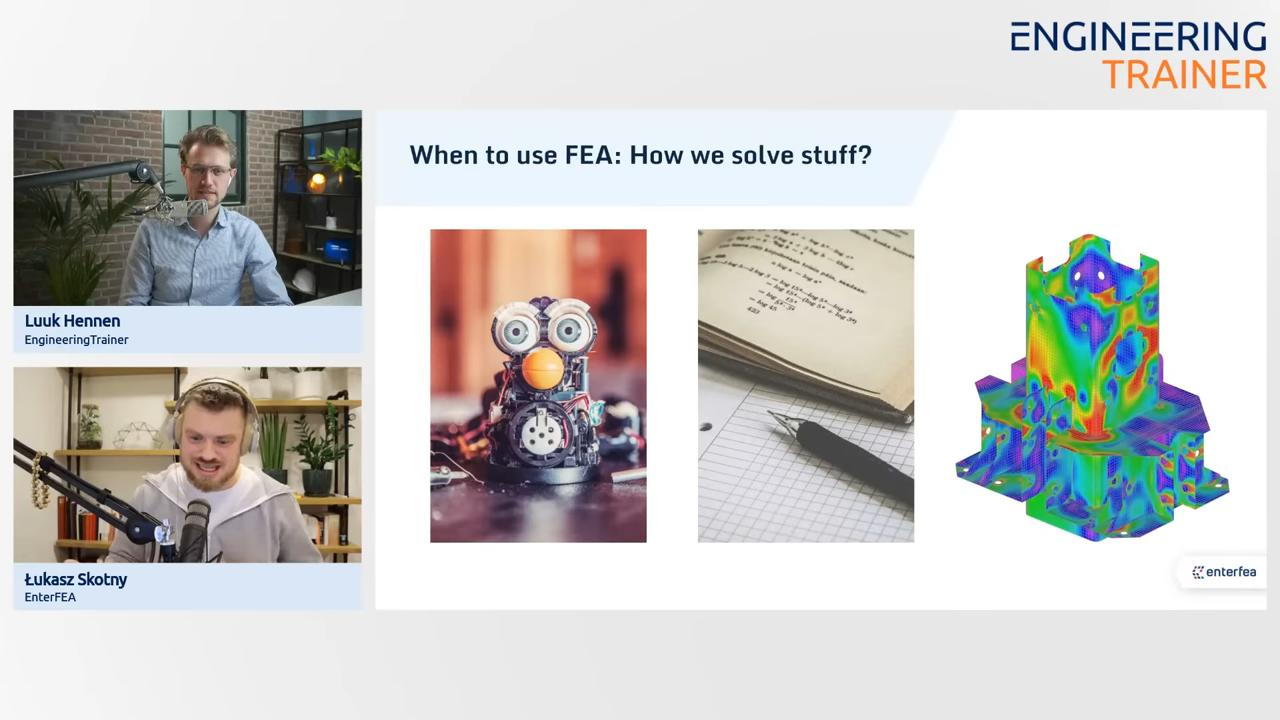 ENGINEERING
TRAINER
Luuk Hennen
EngineeringTrainer
Łukasz Skotny
EnterFEA
When to use FEA: How we solve stuff?
enterfea